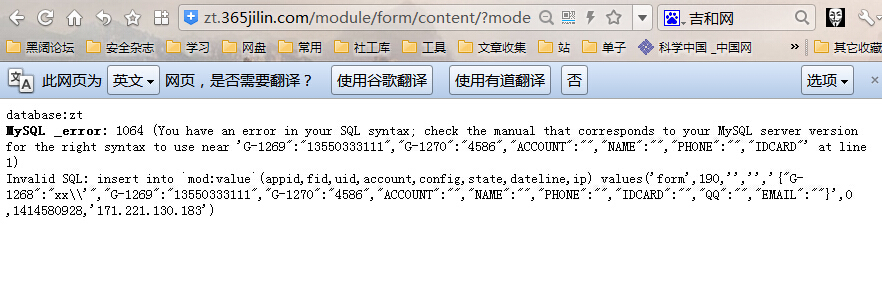 zt.365jilin.com/module/form/content/?mode
吉和网
黑阔论坛 安全杂志 学习 网盘 常用 社工库 工具 文章收集 站 单子 科学中国 _中国网 » 其它收藏
此网页为 英文 网页，是否需要翻译？ 使用谷歌翻译 使用有道翻译 否 选项
database:zt
MySQL _error: 1064 (You have an error in your SQL syntax; check the manual that corresponds to your MySQL server version
for the right syntax to use near 'G-1269":"13550333111","G-1270":"4586","ACCOUNT":"","NAME":"","PHONE":"","IDCARD"' at line
1)
Invalid SQL: insert into `mod:value`(appid,fid,uid,account,config,state,dateline,ip) values('form',190,'','','{"G-
1268":"xx\\'","G-1269":"13550333111","G-1270":"4586","ACCOUNT":"","NAME":"","PHONE":"","IDCARD":"","QQ":"","EMAIL":""}',0
,1414580928,'171.221.130.183')